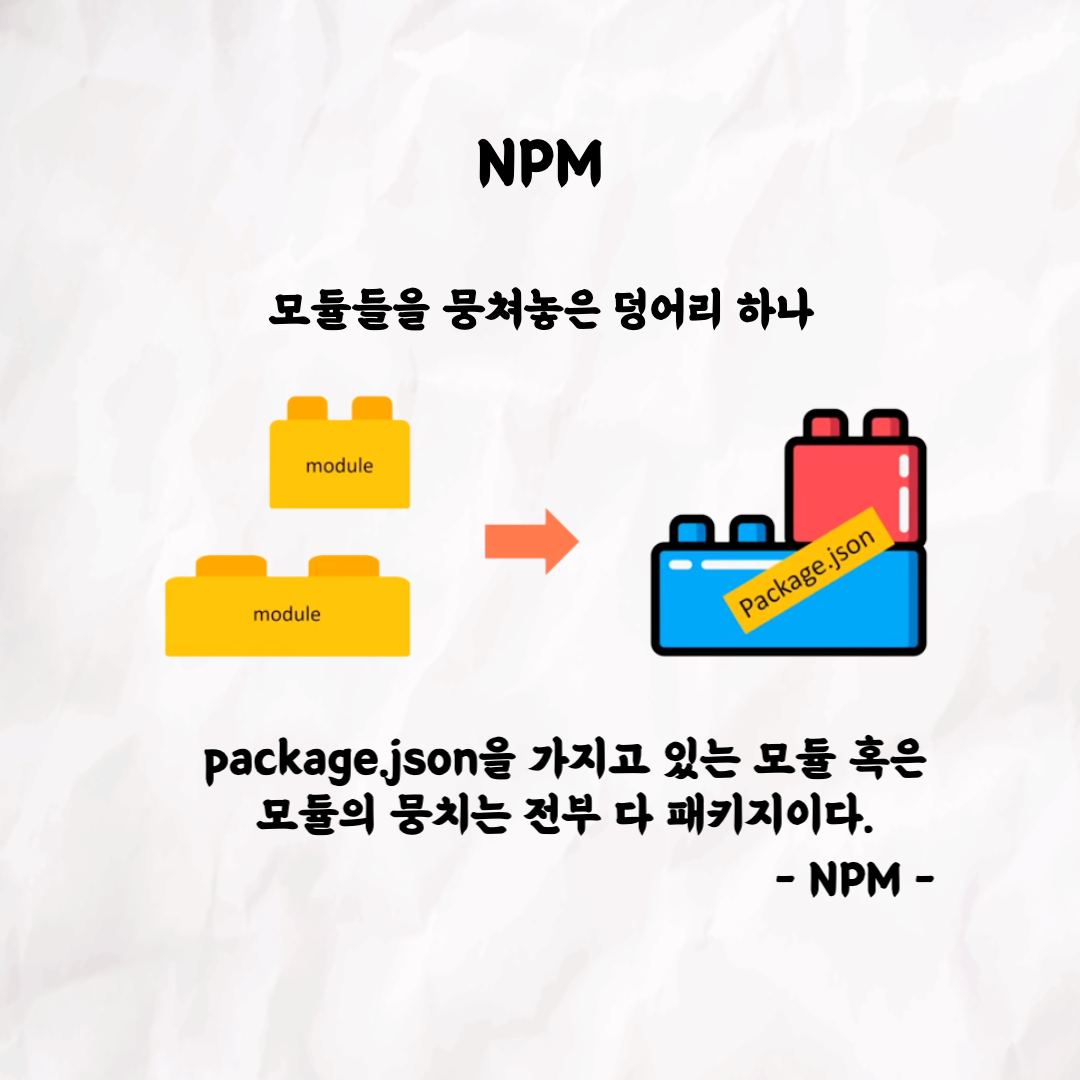 NPM
모듈들을 뭉쳐놓은 덩어리 하나
module
module
Package.json
package.json을 가지고 있는 모듈 혹은
모듈의 뭉치는 전부 다 패키지이다.
- NPM -